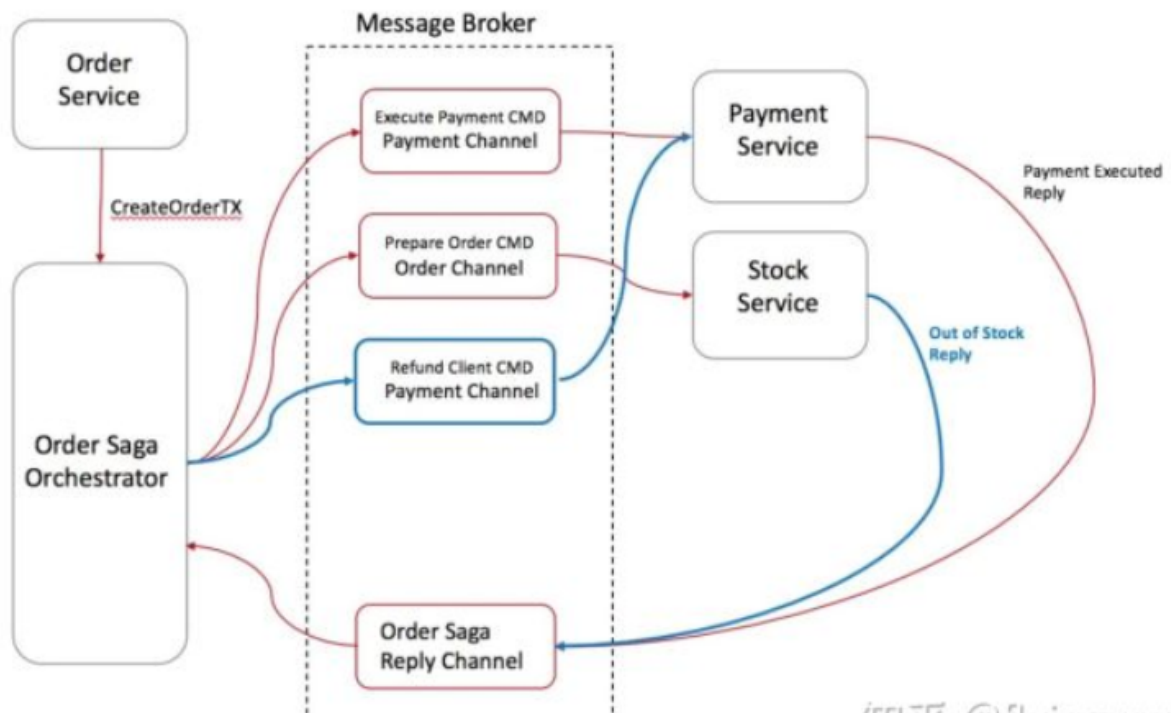 Message Broker
Order
Service
CreateOrderTX
Execute Payment CMD
Payment Channel
Payment
Service
Payment Executed
Reply
Prepare Order CMD
Order Channel
Stock
Service
Out of Stock
Reply
Refund Client CMD
Payment Channel
Order Saga
Orchestrator
Order Saga
Reply Channel